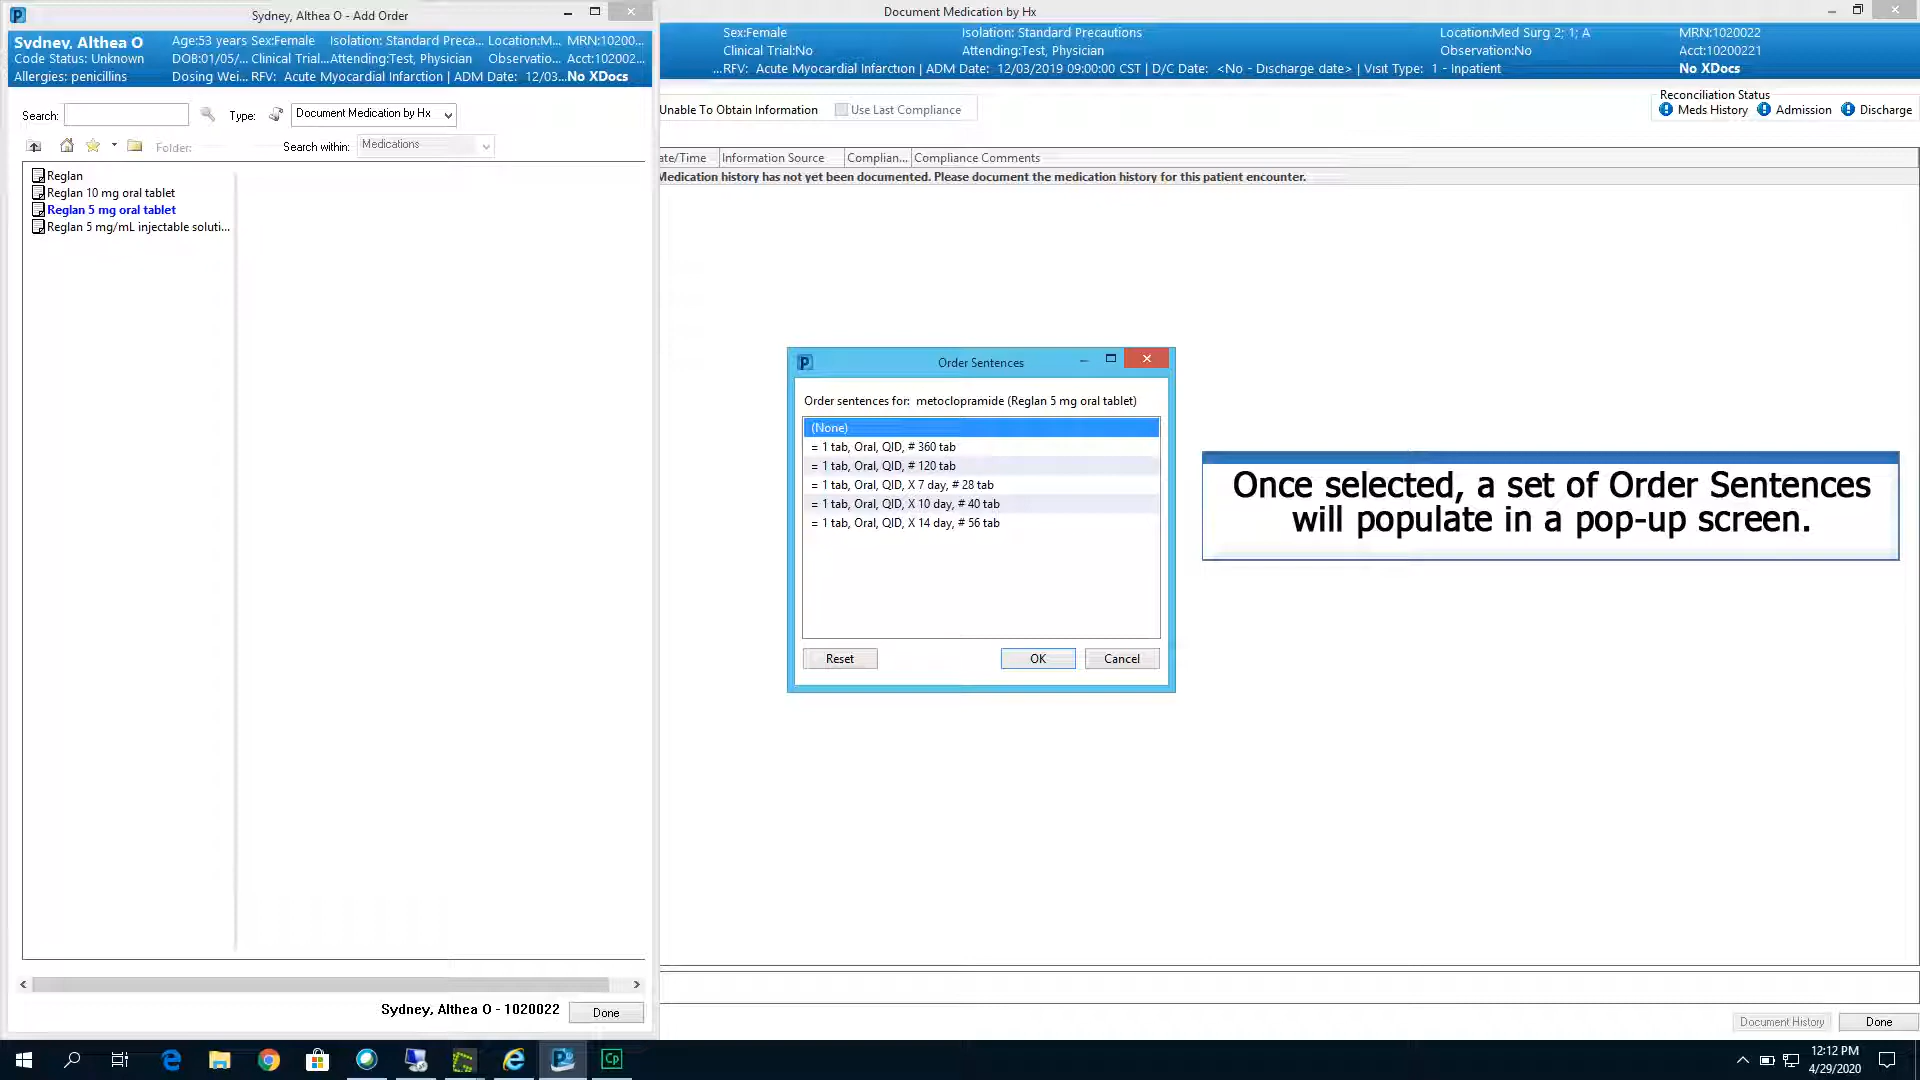 Sydney, Althea O - Add Order
Document Medication by Hx
Sydney, Althea O
Age:53 years Sex:Female
Isolation: Standard Preca...
Location:M...
MRN:10200...
Code Status: Unknown
DOB:01/05/...
Clinical Trial...
Attending:Test, Physician
Observatio...
Acct:102002...
Allergies: penicillins
Dosing Wei...
RFV: Acute Myocardial Infarction | ADM Date: 12/03...
No XDocs
Sex:Female
Isolation: Standard Precautions
Location:Med Surg 2; 1; A
MRN:1020022
Clinical Trial:No
Attending:Test, Physician
Observation:No
Acct:10200221
...RFV: Acute Myocardial Infarction | ADM Date: 12/03/2019 09:00:00 CST | D/C Date: <No - Discharge date> | Visit Type: 1 - Inpatient
No XDocs
Search:
Type:
Document Medication by Hx
Folder:
Search within:
Medications
Unable To Obtain Information
Use Last Compliance
Reconciliation Status
Meds History
Admission
Discharge
ate/Time
Information Source
Complian...
Compliance Comments
Medication history has not yet been documented. Please document the medication history for this patient encounter.
Reglan
Reglan 10 mg oral tablet
Reglan 5 mg oral tablet
Reglan 5 mg/mL injectable soluti...
Order Sentences
Order sentences for: metoclopramide (Reglan 5 mg oral tablet)
(None)
= 1 tab, Oral, QID, # 360 tab
= 1 tab, Oral, QID, # 120 tab
= 1 tab, Oral, QID, X 7 day, # 28 tab
= 1 tab, Oral, QID, X 10 day, # 40 tab
= 1 tab, Oral, QID, X 14 day, # 56 tab
Reset
OK
Cancel
Once selected, a set of Order Sentences
will populate in a pop-up screen.
Sydney, Althea O - 1020022
Done
Document History
Done
12:12 PM
4/29/2020